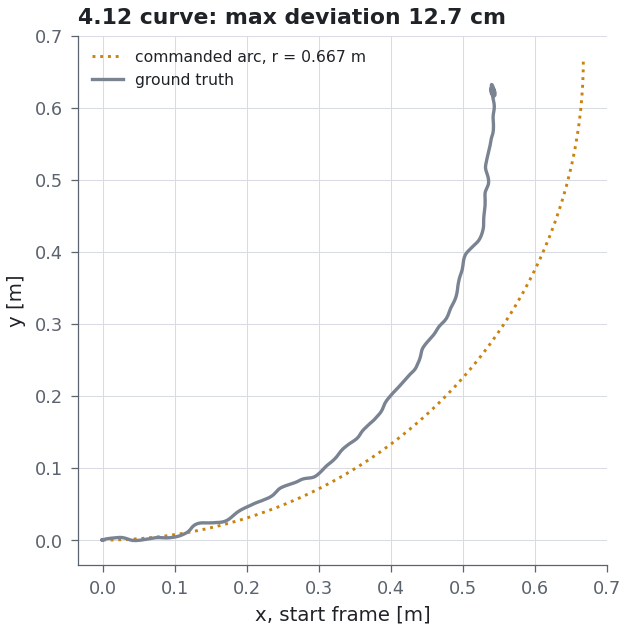 4.12 curve: max deviation 12.7 cm
commanded arc, r = 0.667 m
ground truth
y [m]
0.7
0.6
0.5
0.4
0.3
0.2
0.1
0.0
0.0 0.1 0.2 0.3 0.4 0.5 0.6 0.7
x, start frame [m]